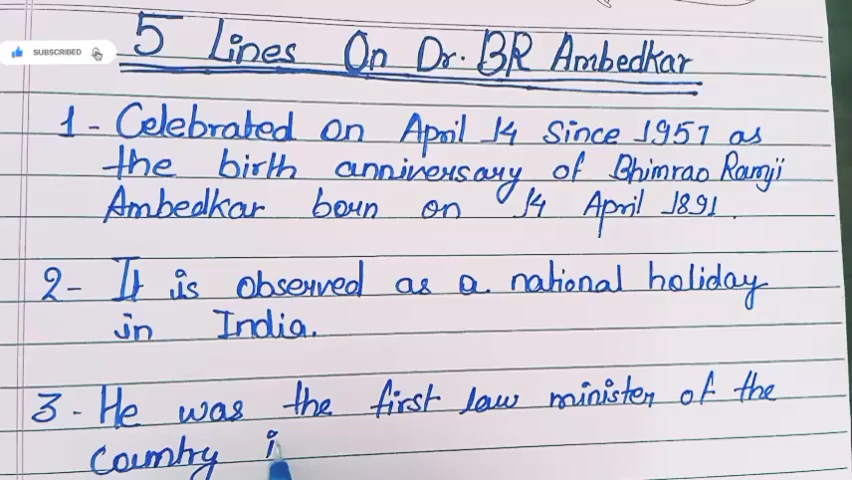 SUBSCRIBED
5 Lines On Dr. BR Ambedkar
1 - Celebrated on April 14 since 1957 as
the birth anniversary of Bhimrao Ramji
Ambedkar born on 14 April 1891.
2- It is observed as a national holiday
in India.
3 - He was the first law minister of the
country i